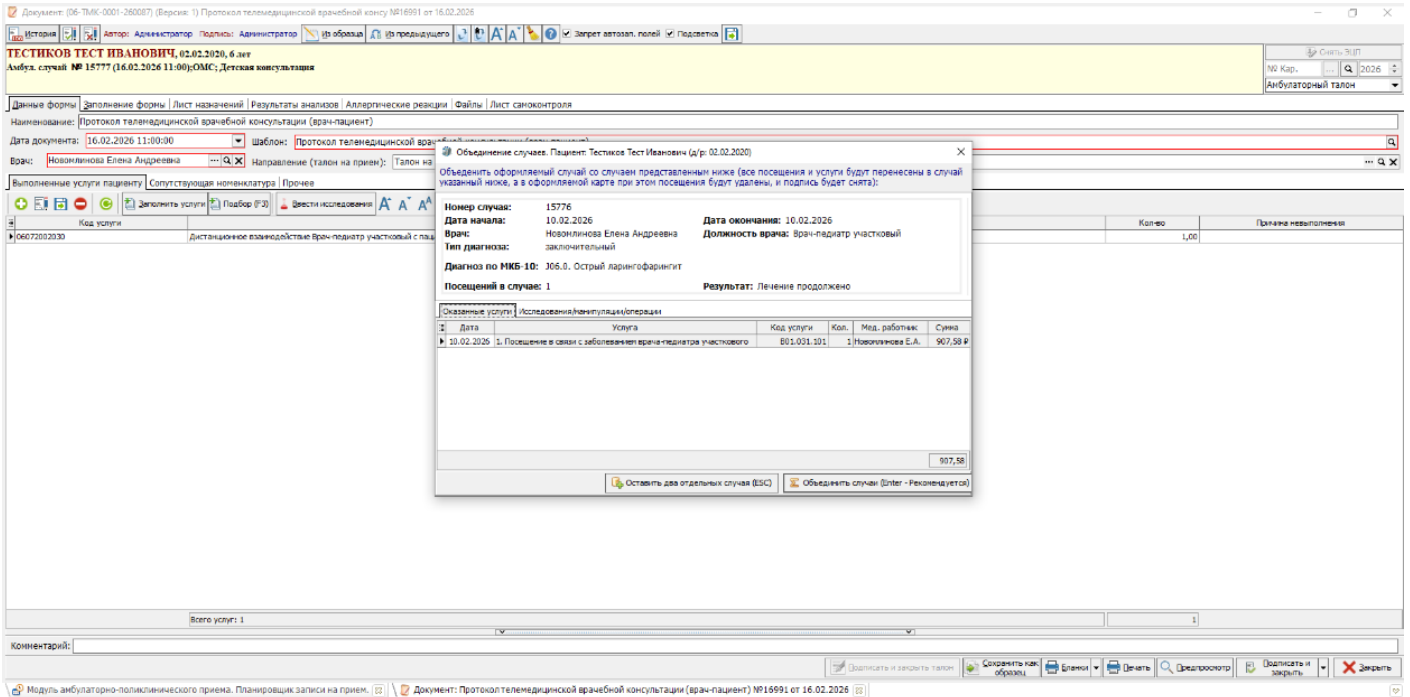 Документ: (06-ТМК-0001-260087) (Версия: 1) Протокол телемедицинской врачебной консу №16991 от 16.02.2026
История Автор: Администратор Подпись: Администратор Из образца Из предыдущего Запрет автозап. полей Подсветка
ТЕСТИКОВ ТЕСТ ИВАНОВИЧ, 02.02.2020, 6 лет
Снять ЭЦП
Амбул. случай № 15777 (16.02.2026 11:00);ОМС; Детская консультация
№ Кар. ... 2026
Амбулаторный талон
Данные формы Заполнение формы Лист назначений Результаты анализов Аллергические реакции Файлы Лист самоконтроля
Наименование: Протокол телемедицинской врачебной консультации (врач-пациент)
Дата документа: 16.02.2026 11:00:00 Шаблон: Протокол телемедицинской врачебной консультации (врач-пациент)
Врач: Новомлинова Елена Андреевна Направление (талон на прием): Талон на
Выполненные услуги пациенту Сопутствующая номенклатура Прочее
Заполнить услуги Подбор (F3) Ввести исследования
Код услуги Кол-во Причина невыполнения
06072002030 Дистанционное взаимодействие Врач-педиатр участковый с пац 1,00
Объединение случаев. Пациент: Тестиков Тест Иванович (д/р: 02.02.2020)
Объеденить оформляемый случай со случаем представленным ниже (все посещения и услуги будут перенесены в случай
указанный ниже, а в оформляемой карте при этом посещения будут удалены, и подпись будет снята):
Номер случая: 15776
Дата начала: 10.02.2026 Дата окончания: 10.02.2026
Врач: Новомлинова Елена Андреевна Должность врача: Врач-педиатр участковый
Тип диагноза: заключительный
Диагноз по МКБ-10: J06.0. Острый ларингофарингит
Посещений в случае: 1 Результат: Лечение продолжено
Оказанные услуги Исследования/манипуляции/операции
Дата Услуга Код услуги Кол. Мед. работник Сумма
10.02.2026 1. Посещение в связи с заболеванием врача-педиатра участкового B01.031.101 1 Новомлинова Е.А. 907,58 ₽
907,58
Оставить два отдельных случая (ESC) Объединить случаи (Enter - Рекомендуется)
Всего услуг: 1 1
Комментарий:
Подписать и закрыть талон Сохранить как образец Бланки Печать Предпросмотр Подписать и закрыть Закрыть
Модуль амбулаторно-поликлинического приема. Планировщик записи на прием. Документ: Протокол телемедицинской врачебной консультации (врач-пациент) №16991 от 16.02.2026